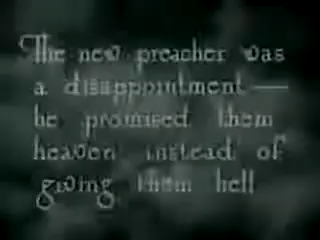 The new preacher was
a disappointment —
he promised them
heaven instead of
giving them hell